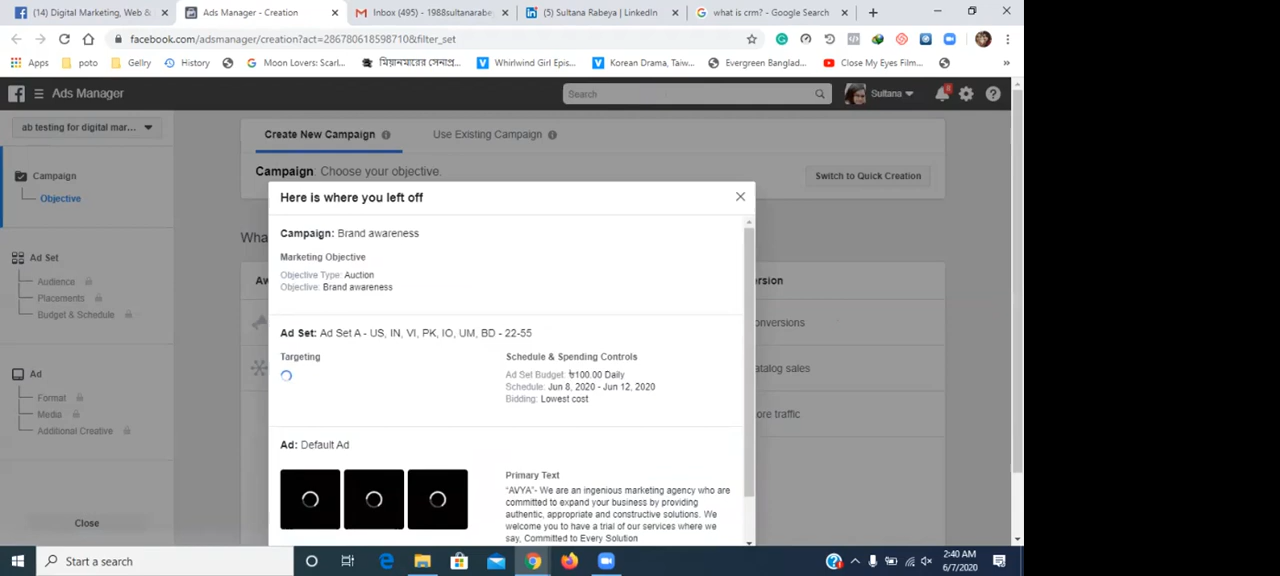 (4) Digital Marketing, Web &
Ads Manager - Creation
Inbox (495) - 1988sultanarabe
(5) Sultana Rabeya | LinkedIn
what is crm? - Google Search
facebook.com/adsmanager/creation?act=286780618598710&filter_set
Apps
poto
Gellry
History
Moon Lovers: Scarl...
মিয়ানমারের সেনাপ্র...
Whirlwind Girl Epis...
Korean Drama, Taiw...
Evergreen Banglad...
Close My Eyes Film...
»
Ads Manager
Search
Sultana
ab testing for digital mar...
Create New Campaign
Use Existing Campaign
Campaign: Choose your objective.
Switch to Quick Creation
Campaign
Objective
Here is where you left off
Wha
Campaign: Brand awareness
Marketing Objective
Objective Type: Auction
Objective: Brand awareness
Ad Set
Audience
Placements
Budget & Schedule
Aw
ersion
onversions
Ad Set: Ad Set A - US, IN, VI, PK, IO, UM, BD - 22-55
Targeting
Schedule & Spending Controls
Ad Set Budget: ৳100.00 Daily
Schedule: Jun 8, 2020 - Jun 12, 2020
Bidding: Lowest cost
atalog sales
ore traffic
Ad
Format
Media
Additional Creative
Ad: Default Ad
Primary Text
“AVYA”- We are an ingenious marketing agency who are
committed to expand your business by providing
authentic, appropriate and constructive solutions. We
welcome you to have a trial of our services where we
say, Committed to Every Solution
Close
Start a search
2:40 AM
6/7/2020